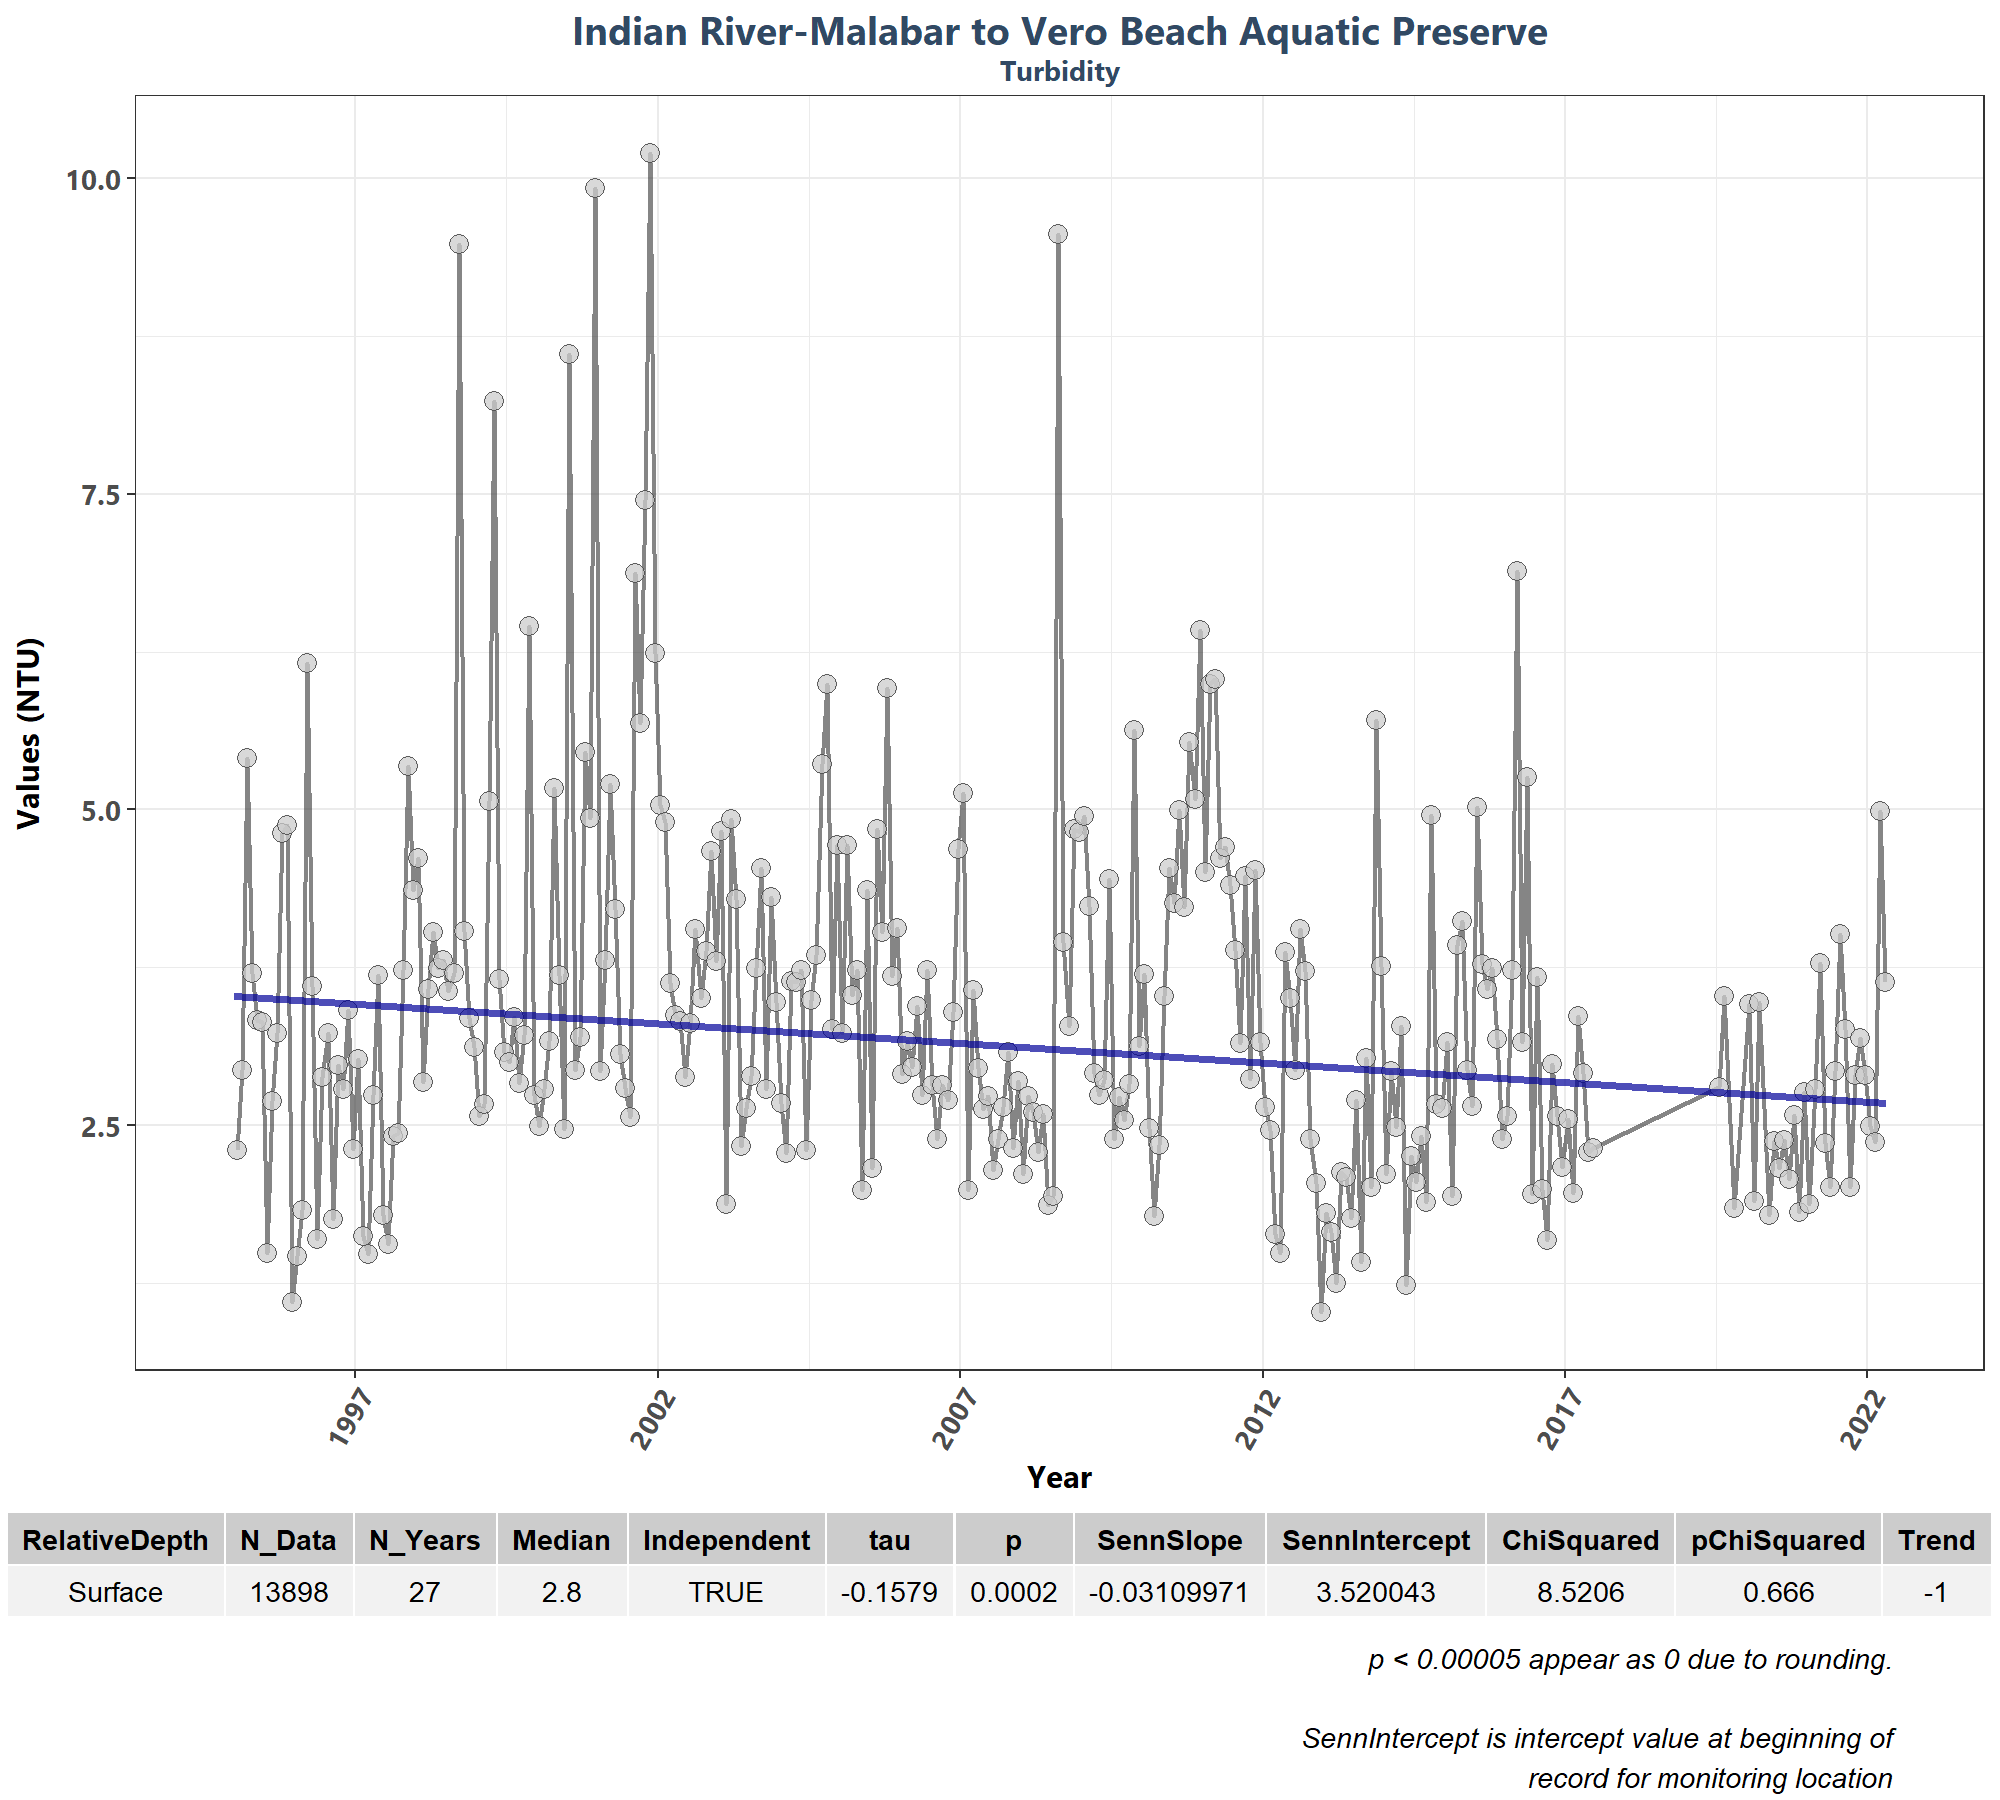 Indian River-Malabar to Vero Beach Aquatic Preserve
Turbidity
Values (NTU)
10.0
7.5
5.0
2.5
1997
2002
2007
2012
2017
2022
Year
RelativeDepth N_Data N_Years Median Independent tau p SennSlope SennIntercept ChiSquared pChiSquared Trend
Surface 13898 27 2.8 TRUE -0.1579 0.0002 -0.03109971 3.520043 8.5206 0.666 -1
p < 0.00005 appear as 0 due to rounding.
SennIntercept is intercept value at beginning of
record for monitoring location